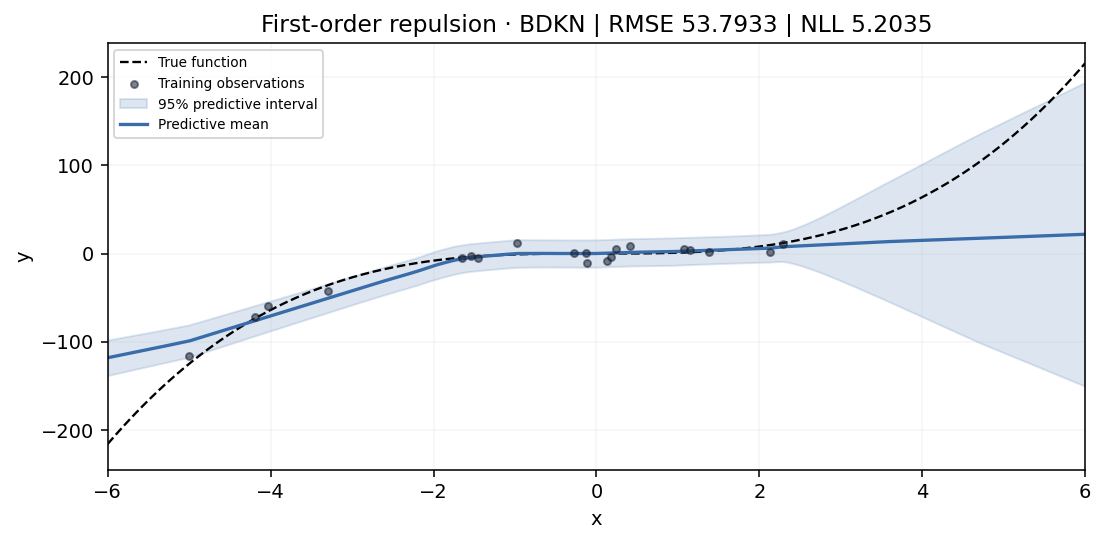 First-order repulsion · BDKN | RMSE 53.7933 | NLL 5.2035
True function
Training observations
95% predictive interval
Predictive mean
y
200
100
0
−100
−200
−6
−4
−2
0
2
4
6
x